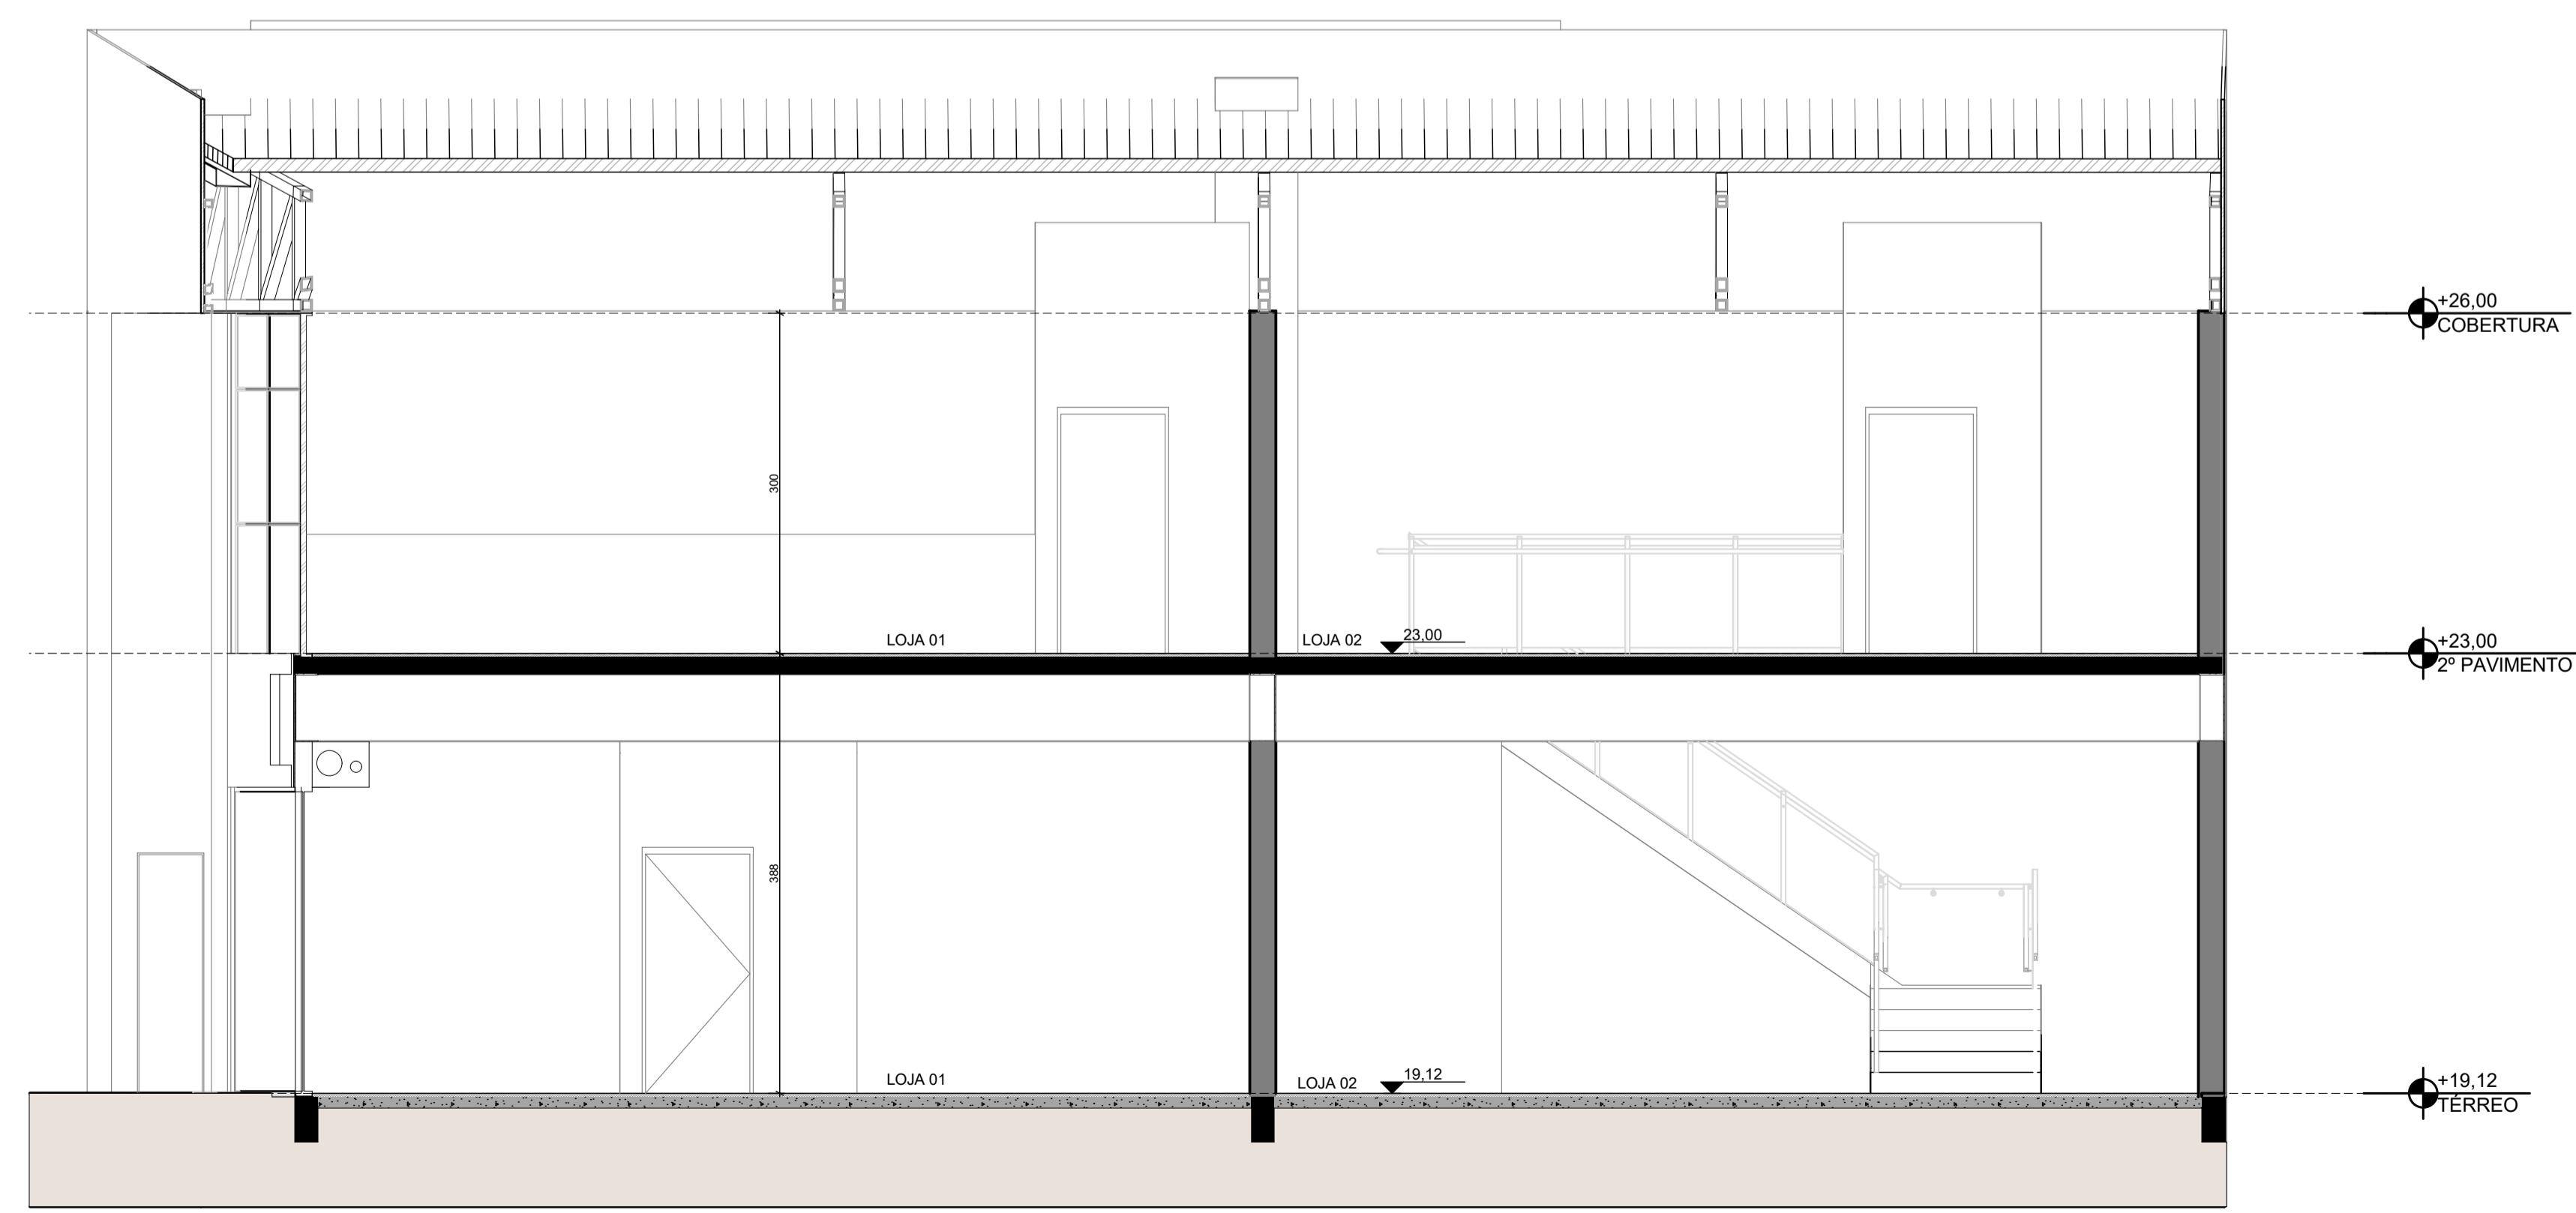 +26,00
COBERTURA
300
LOJA 01
LOJA 02
23,00
+23,00
2º PAVIMENTO
388
LOJA 01
LOJA 02
19,12
+19,12
TÉRREO